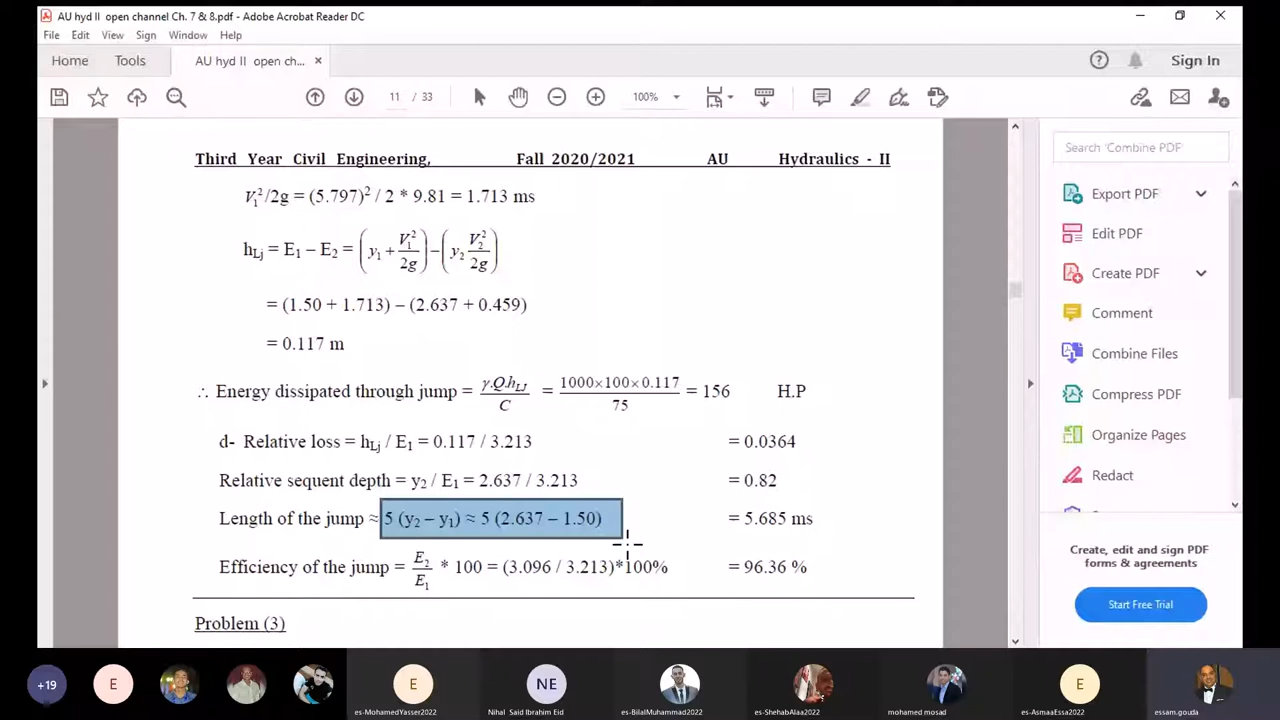 AU hyd II open channel Ch. 7 & 8.pdf - Adobe Acrobat Reader DC
File Edit View Sign Window Help
Home Tools AU hyd II open ch... × Sign In
11 / 33 100%
Third Year Civil Engineering, Fall 2020/2021 AU Hydraulics - II
V₁²/2g = (5.797)² / 2 * 9.81 = 1.713 ms
hLj = E₁ − E₂ = (y₁ + V₁²/2g) − (y₂ V₂²/2g)
= (1.50 + 1.713) – (2.637 + 0.459)
= 0.117 m
∴ Energy dissipated through jump = γ.Q.hLJ / C = 1000×100×0.117 / 75 = 156 H.P
d- Relative loss = hLj / E₁ = 0.117 / 3.213 = 0.0364
Relative sequent depth = y₂ / E₁ = 2.637 / 3.213 = 0.82
Length of the jump ≈ 5 (y₂ – y₁) ≈ 5 (2.637 – 1.50) = 5.685 ms
Efficiency of the jump = E₂/E₁ * 100 = (3.096 / 3.213)*100% = 96.36 %
Problem (3)
Search 'Combine PDF'
Export PDF
Edit PDF
Create PDF
Comment
Combine Files
Compress PDF
Organize Pages
Redact
Create, edit and sign PDF
forms & agreements
Start Free Trial
+19 E E NE E
es-MohamedYasser2022 Nihal Said Ibrahim Eid es-BilalMuhammad2022 es-ShehabAlaa2022 mohamed mosad es-AsmaaEssa2022 essam.gouda